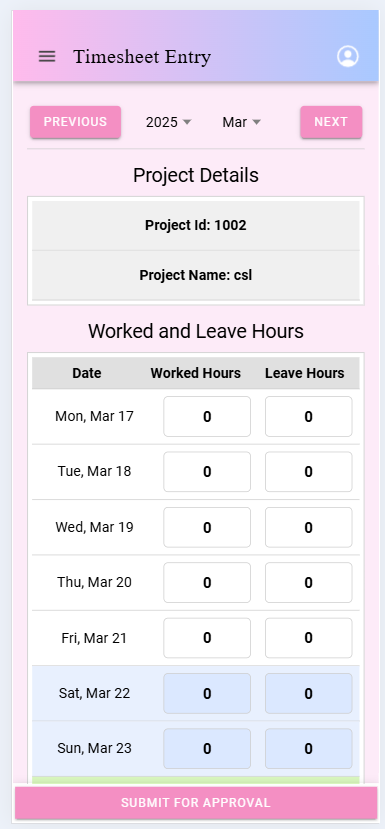 Timesheet Entry
PREVIOUS 2025 Mar NEXT
Project Details
Project Id: 1002
Project Name: csl
Worked and Leave Hours
Date Worked Hours Leave Hours
Mon, Mar 17 0 0
Tue, Mar 18 0 0
Wed, Mar 19 0 0
Thu, Mar 20 0 0
Fri, Mar 21 0 0
Sat, Mar 22 0 0
Sun, Mar 23 0 0
SUBMIT FOR APPROVAL